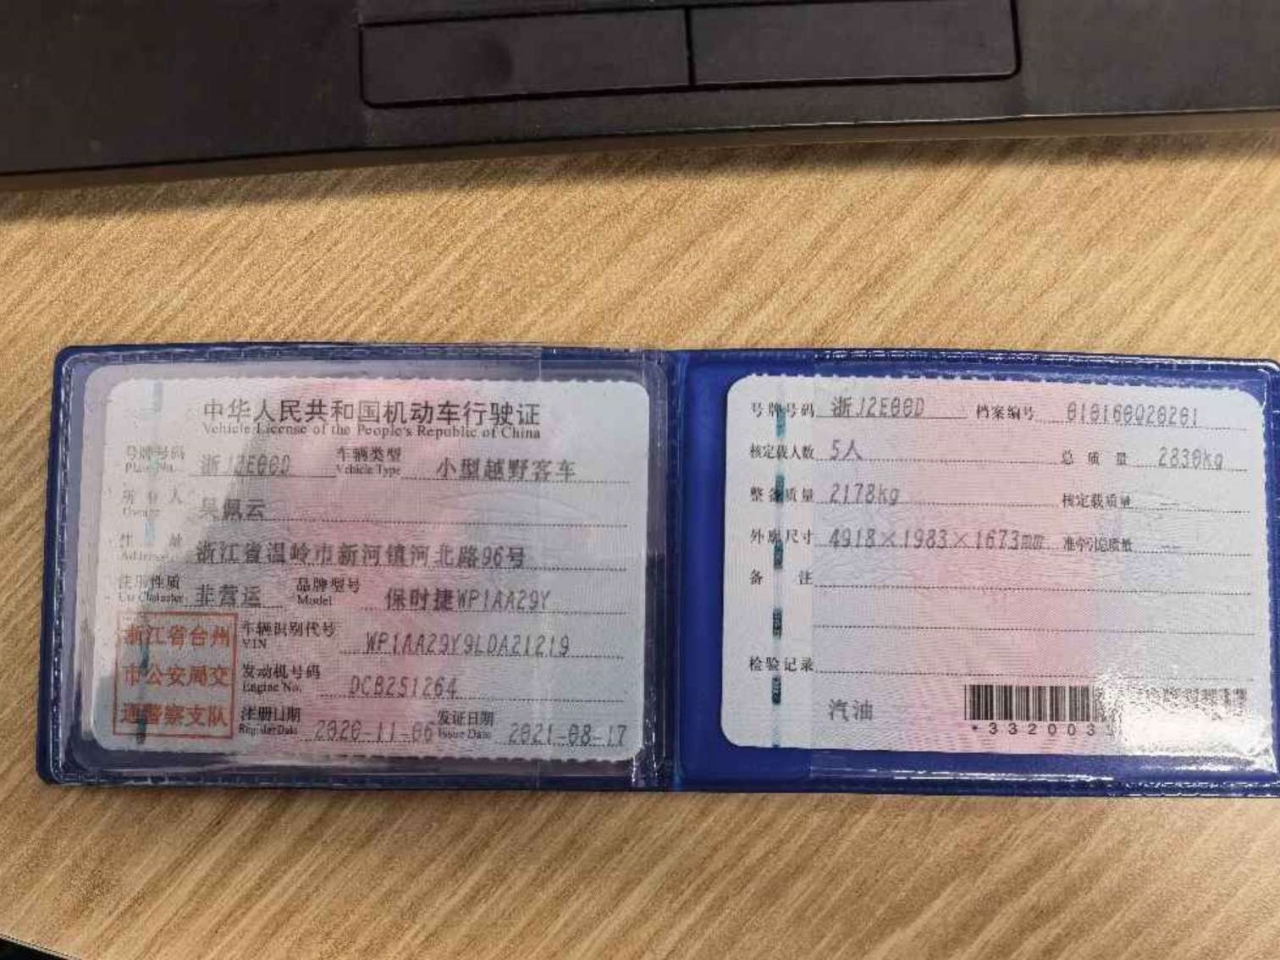 中华人民共和国机动车行驶证
Vehicle License of the People's Republic of China
号牌号码 浙J2E00D 车辆类型 小型越野客车
Plate No. Vehicle Type
所有人 吴佩云
Owner
住址 浙江省温岭市新河镇河北路96号
Address
使用性质 非营运 品牌型号 保时捷WP1AA29Y
Use Character Model
浙江省台州
市公安局交
通警察支队
车辆识别代号 WP1AA29Y9LDA21219
VIN
发动机号码 DCB251264
Engine No.
注册日期 2020-11-06 发证日期 2021-08-17
Register Date Issue Date
号牌号码 浙J2E00D 档案编号
核定载人数 5人 总质量 2830kg
整备质量 2178kg 核定载质量
外廓尺寸 4918×1983×1673mm 准牵引总质量 --
备注
检验记录
汽油